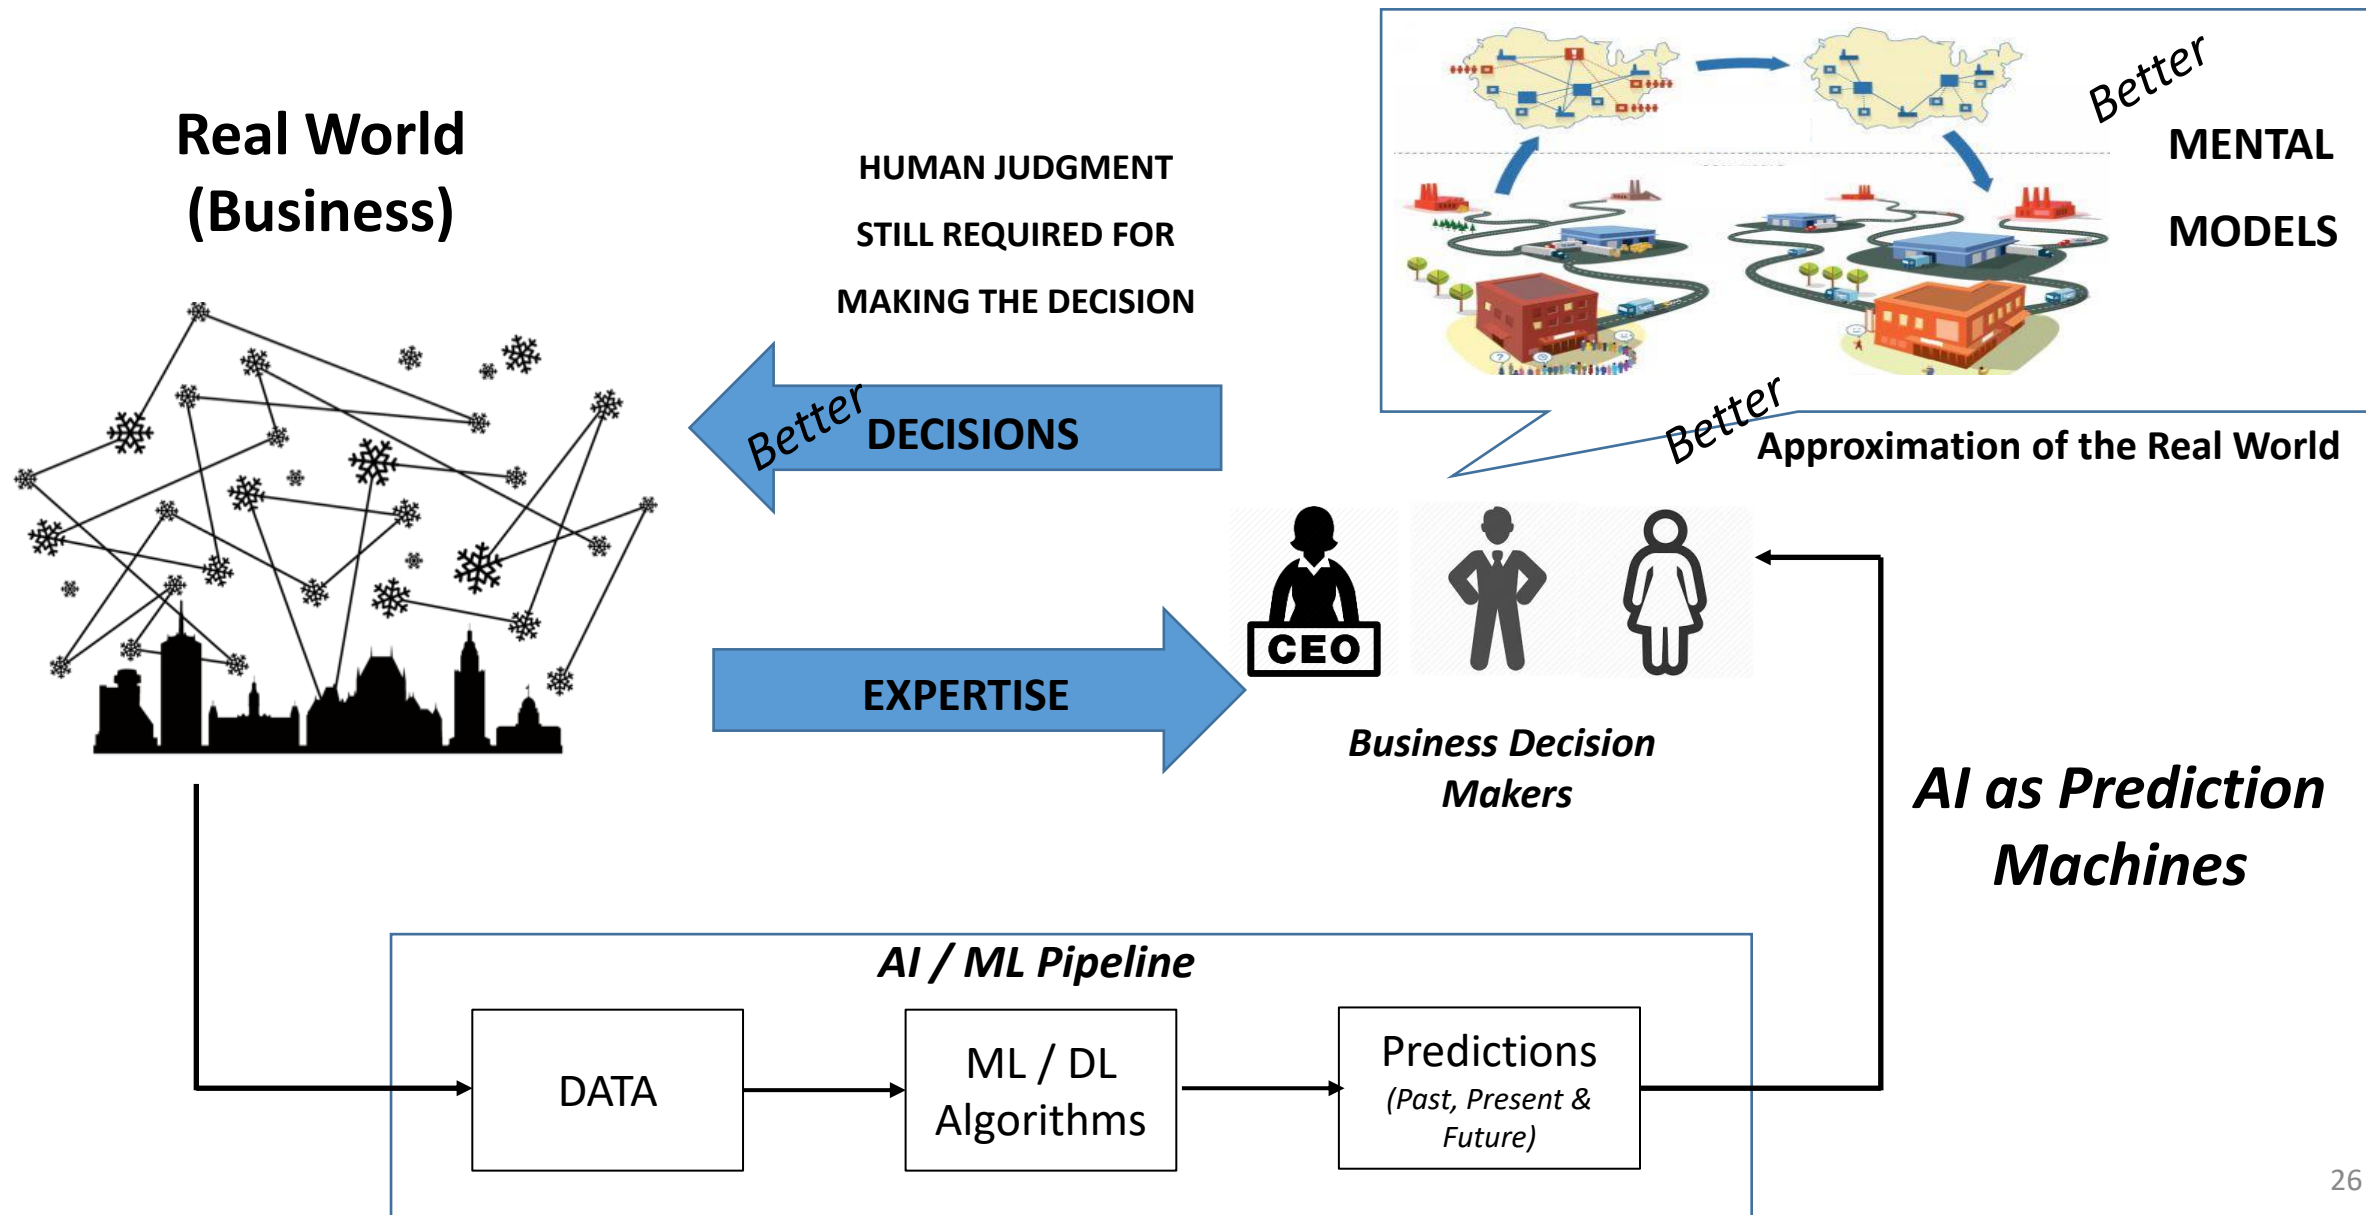 Real World
(Business)
HUMAN JUDGMENT
STILL REQUIRED FOR
MAKING THE DECISION
Better
MENTAL
MODELS
Better
DECISIONS
Better
Approximation of the Real World
CEO
EXPERTISE
Business Decision
Makers
AI as Prediction
Machines
AI / ML Pipeline
DATA
ML / DL
Algorithms
Predictions
(Past, Present &
Future)
26